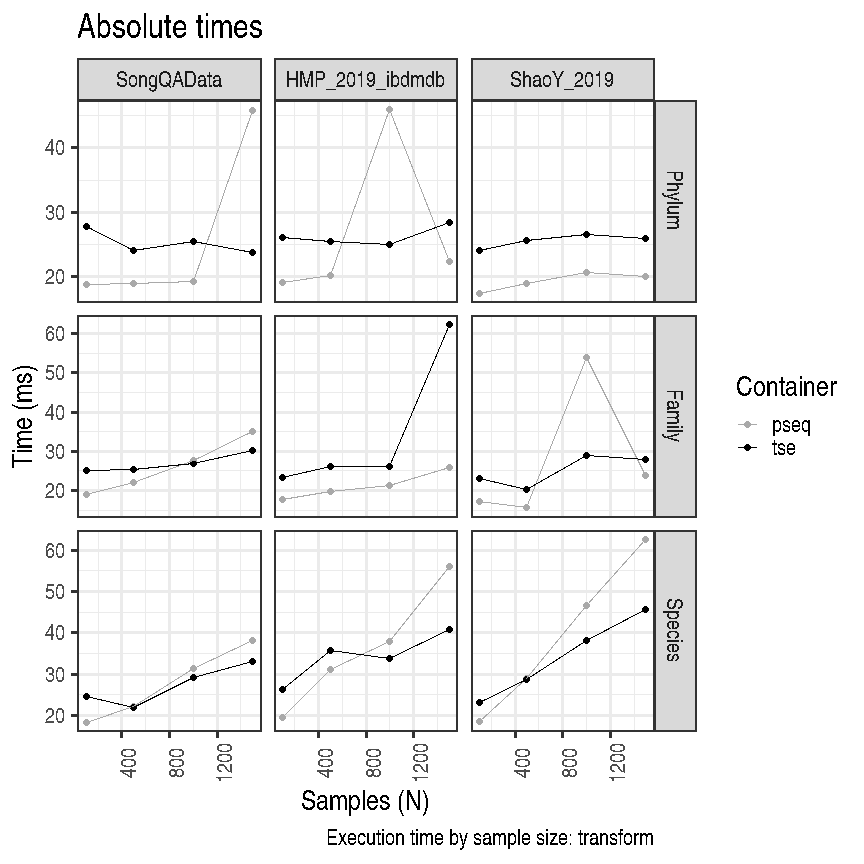 Absolute times
SongQAData
HMP_2019_ibdmdb
ShaoY_2019
40
30
20
Phylum
60
50
40
30
20
Family
60
50
40
30
20
Species
Time (ms)
400
800
1200
400
800
1200
400
800
1200
Samples (N)
Container
pseq
tse
Execution time by sample size: transform